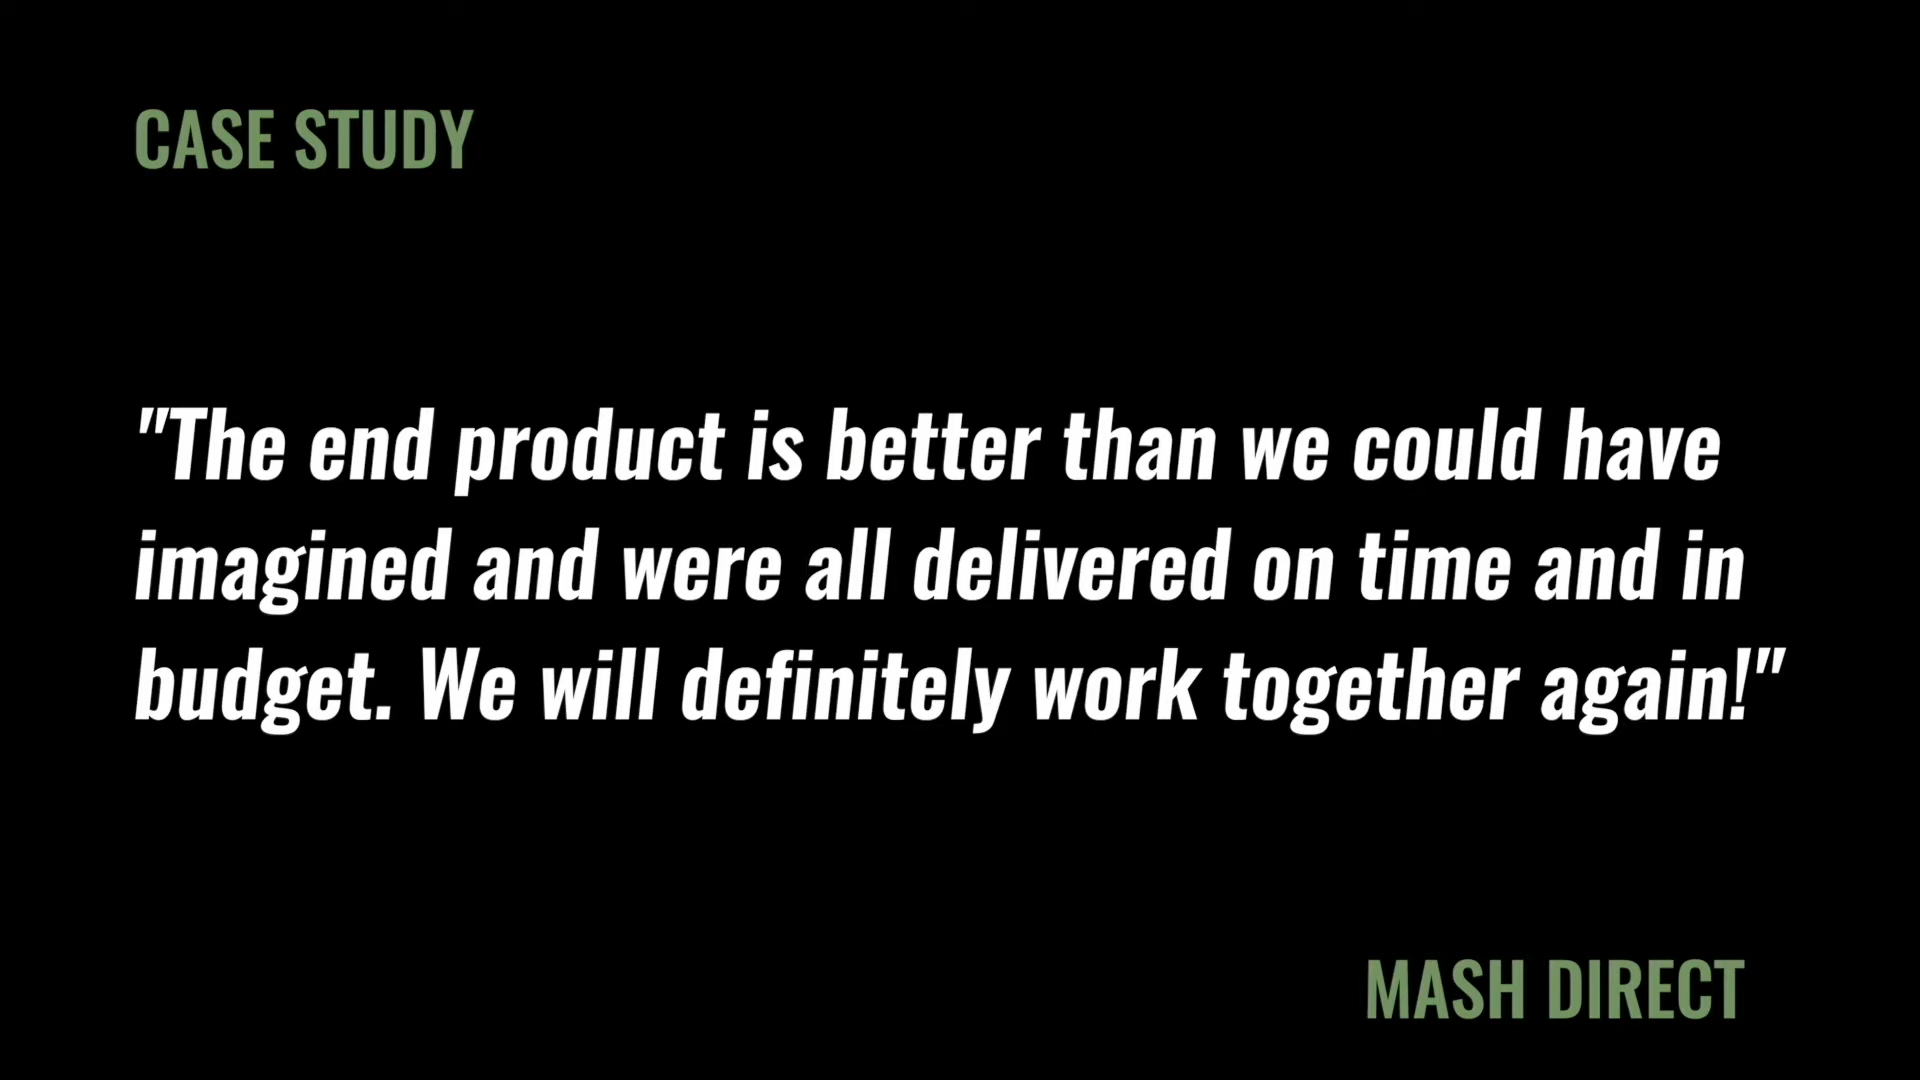 CASE STUDY
"The end product is better than we could have
imagined and were all delivered on time and in
budget. We will definitely work together again!"
MASH DIRECT